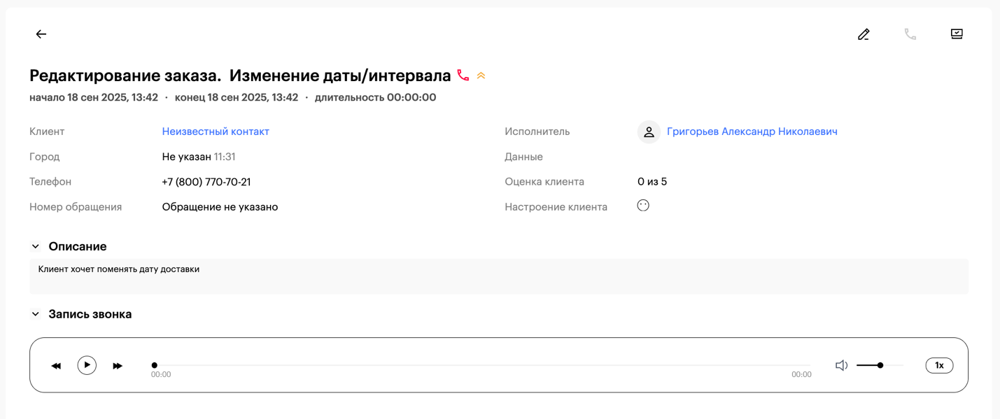 Редактирование заказа. Изменение даты/интервала
начало 18 сен 2025, 13:42 · конец 18 сен 2025, 13:42 · длительность 00:00:00
Клиент Неизвестный контакт
Исполнитель Григорьев Александр Николаевич
Город Не указан 11:31
Данные
Телефон +7 (800) 770-70-21
Оценка клиента 0 из 5
Номер обращения Обращение не указано
Настроение клиента
Описание
Клиент хочет поменять дату доставки
Запись звонка
00:00 00:00
1x